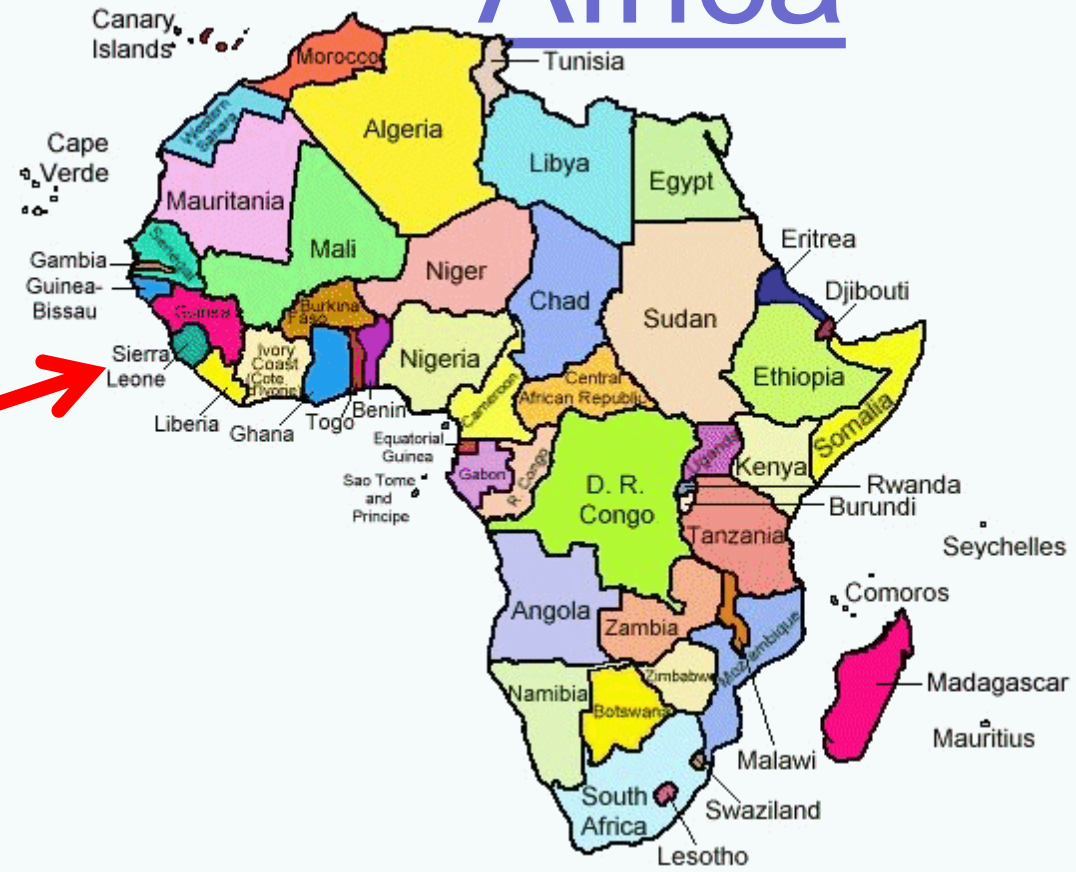 Africa
Canary
Islands
Morocco
Tunisia
Western
Sahara
Algeria
Libya
Egypt
Cape
Verde
Mauritania
Mali
Niger
Chad
Sudan
Eritrea
Djibouti
Senegal
Gambia
Guinea-
Bissau
Guinea
Burkina
Faso
Nigeria
Ethiopia
Somalia
Sierra
Leone
Ivory
Coast
(Cote
d'Ivoire)
Liberia
Ghana
Togo
Benin
Cameroon
Central
African Republic
Equatorial
Guinea
Sao Tome
and
Principe
Gabon
R. Congo
D. R.
Congo
Uganda
Kenya
Rwanda
Burundi
Tanzania
Seychelles
Comoros
Angola
Zambia
Mozambique
Zimbabwe
Namibia
Botswana
Madagascar
Mauritius
Malawi
Swaziland
South
Africa
Lesotho